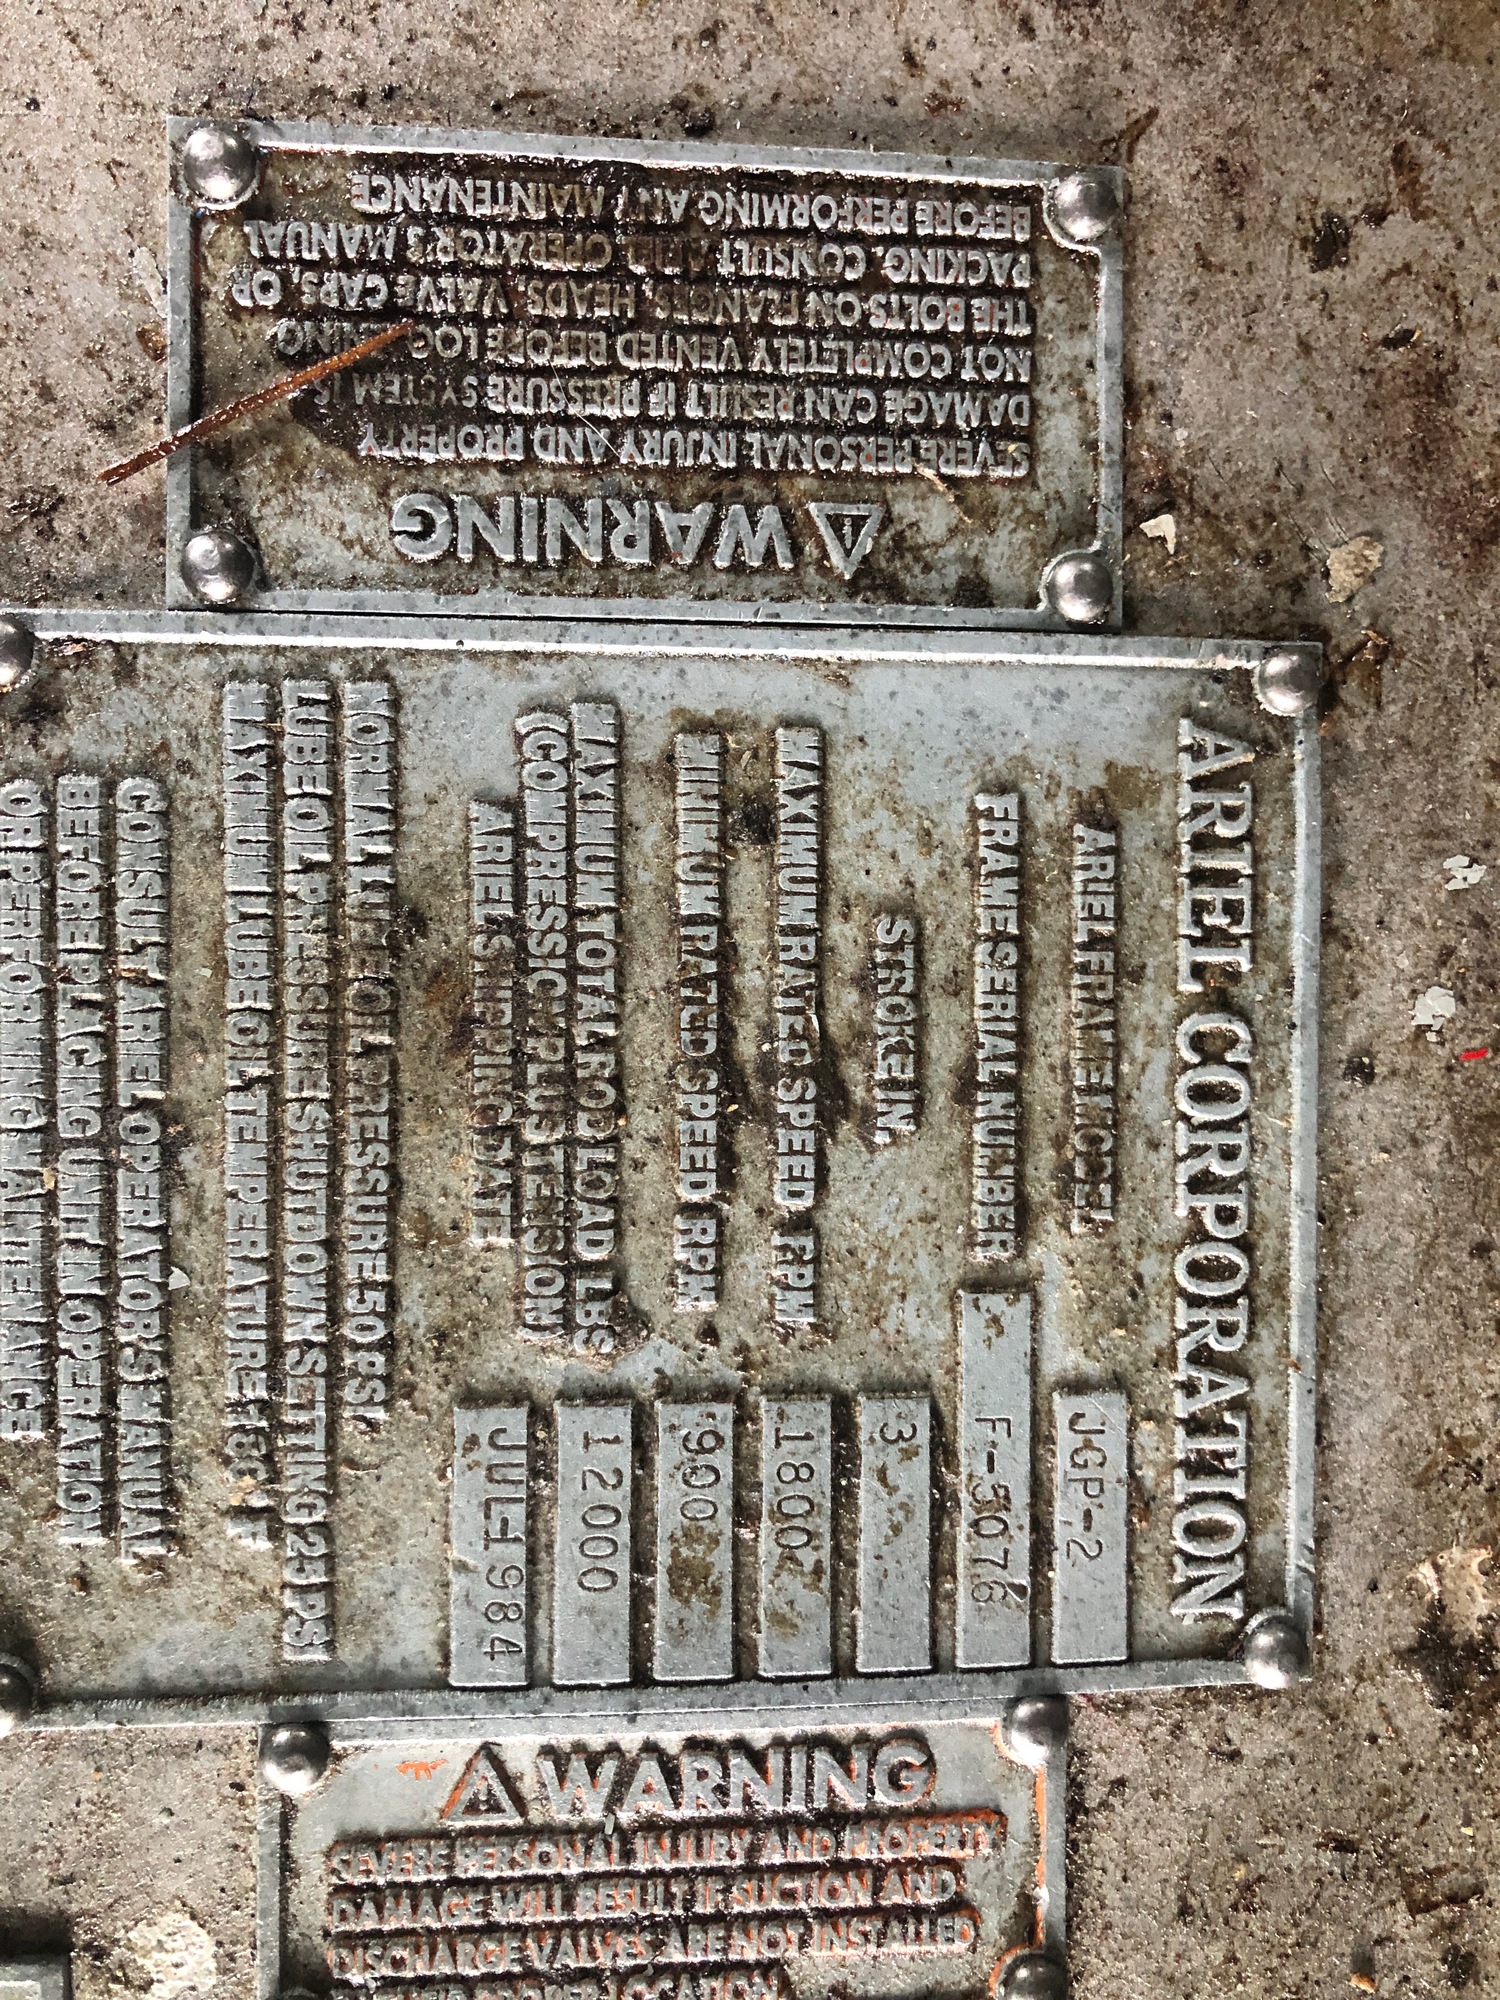 ARIEL CORPORATION
ARIEL FRAME MODEL JGP-2
FRAME SERIAL NUMBER F-5076
STROKE IN. 3
MAXIMUM RATED SPEED RPM 1800
MINIMUM RATED SPEED RPM 900
MAXIMUM TOTAL ROD LOAD LBS
(COMPRESSION PLUS TENSION) 12000
ARIEL SHIPPING DATE JUL-1984
NORMAL LUBE OIL PRESSURE 50 PSI
LUBE OIL PRESSURE SHUTDOWN SETTING 25 PSI
MAXIMUM LUBE OIL TEMPERATURE
CONSULT ARIEL OPERATOR'S MANUAL
BEFORE PLACING UNIT IN OPERATION
OR PERFORMING MAINTENANCE
WARNING
SEVERE PERSONAL INJURY AND PROPERTY
DAMAGE CAN RESULT IF PRESSURE SYSTEM IS
NOT COMPLETELY VENTED BEFORE LOOSENING
THE BOLTS ON FLANGES, HEADS, VALVE CAPS, OR
PACKING. CONSULT ARIEL OPERATOR'S MANUAL
BEFORE PERFORMING ANY MAINTENANCE
WARNING
SEVERE PERSONAL INJURY AND PROPERTY
DAMAGE WILL RESULT IF SUCTION AND
DISCHARGE VALVES ARE NOT INSTALLED
IN THEIR PROPER LOCATION